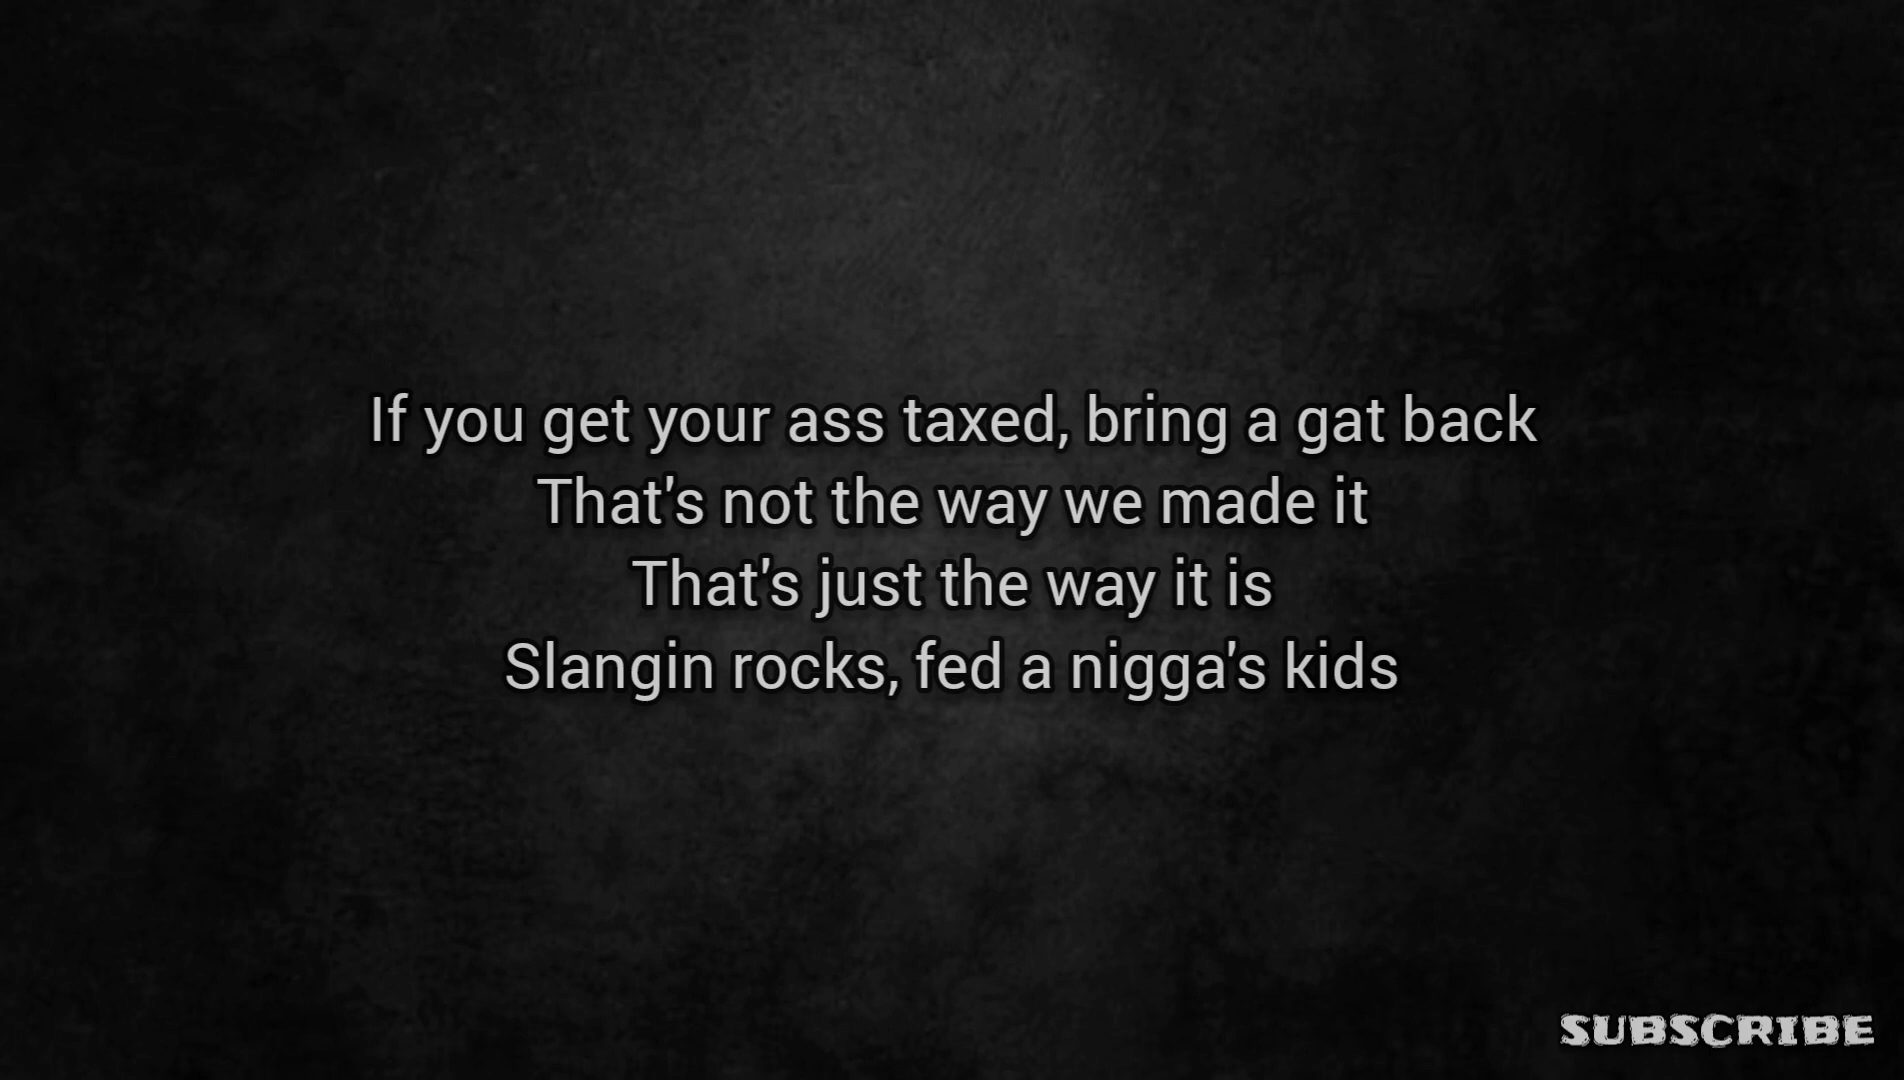 If you get your ass taxed, bring a gat back
That's not the way we made it
That's just the way it is
Slangin rocks, fed a nigga's kids
SUBSCRIBE